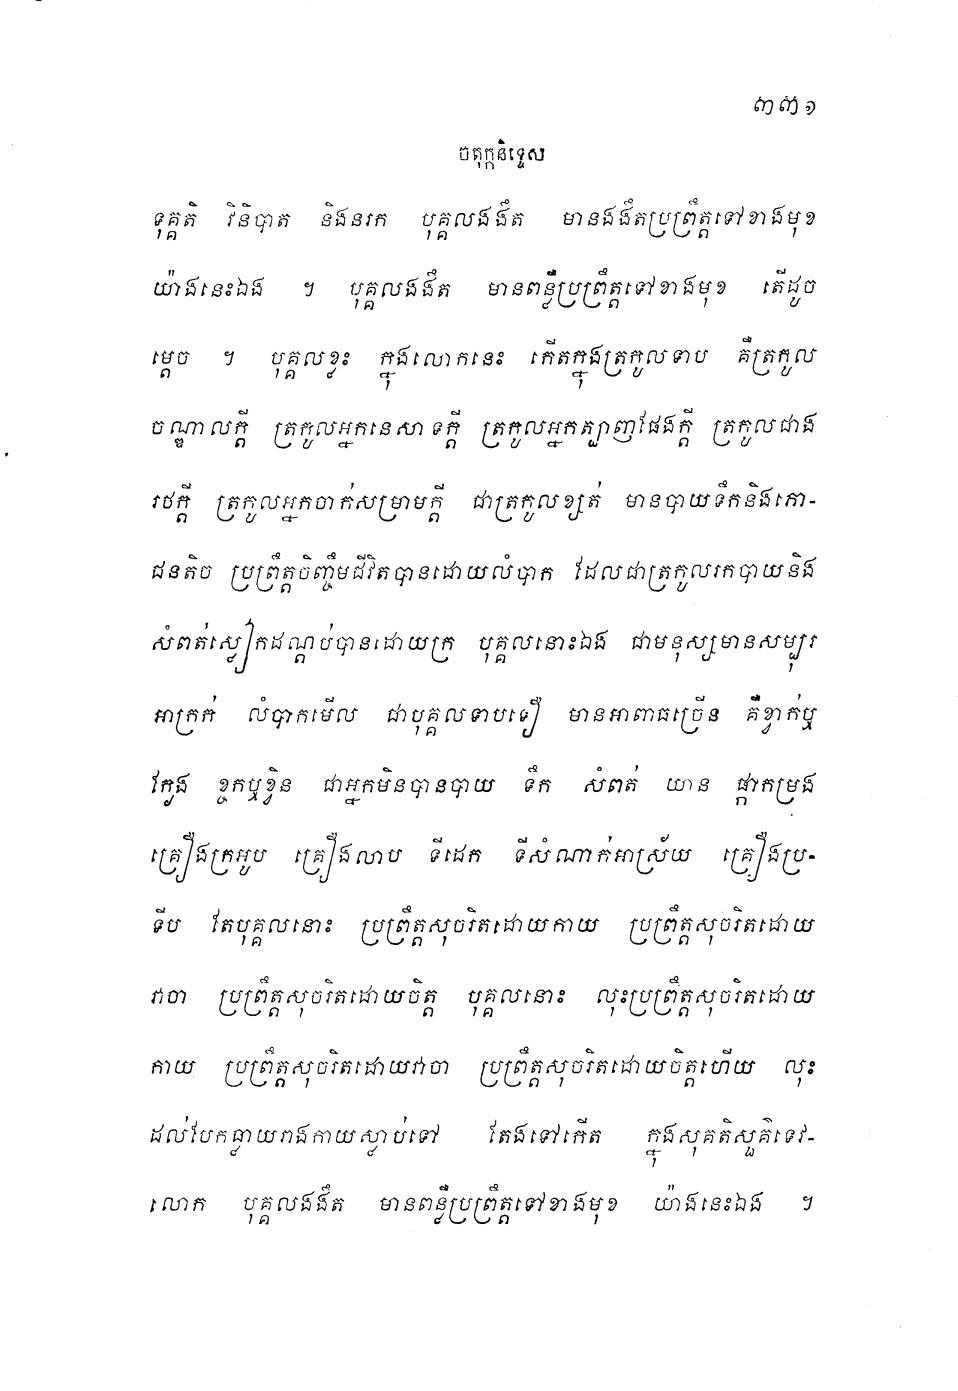 ៣៣១
ចតុក្កនិទ្ទេស
ទុគ្គតិ វិនិបាត និងនរក បុគ្គលងងឹត មានងងឹតប្រព្រឹត្តទៅខាងមុខ
យ៉ាងនេះឯង ។ បុគ្គលងងឹត មានពន្លឺប្រព្រឹត្តទៅខាងមុខ តើដូច
ម្តេច ។ បុគ្គលខ្លះ ក្នុងលោកនេះ កើតក្នុងត្រកូលទាប គឺត្រកូល
ចណ្ឌាលក្តី ត្រកូលអ្នកនេសាទក្តី ត្រកូលអ្នកត្បាញផែងក្តី ត្រកូលជាង
រថក្តី ត្រកូលអ្នកចាក់សម្រាមក្តី ជាត្រកូលខ្សត់ មានបាយទឹកនិងភោ-
ជនតិច ប្រព្រឹត្តចិញ្ចឹមជីវិតបានដោយលំបាក ដែលជាត្រកូលរកបាយនិង
សំពត់ស្លៀកដណ្តប់បានដោយក្រ បុគ្គលនោះឯង ជាមនុស្សមានសម្បុរ
អាក្រក់ លំបាកមើល ជាបុគ្គលទាបទឿ មានអាពាធច្រើន គឺខ្វាក់ឬ
ក្ងែង ខ្ចកឬខ្វិន ជាអ្នកមិនបានបាយ ទឹក សំពត់ យាន ផ្កាកម្រង
គ្រឿងក្រអូប គ្រឿងលាប ទីដេក ទីសំណាក់អាស្រ័យ គ្រឿងប្រ-
ទីប តែបុគ្គលនោះ ប្រព្រឹត្តសុចរិតដោយកាយ ប្រព្រឹត្តសុចរិតដោយ
វាចា ប្រព្រឹត្តសុចរិតដោយចិត្ត បុគ្គលនោះ លុះប្រព្រឹត្តសុចរិតដោយ
កាយ ប្រព្រឹត្តសុចរិតដោយវាចា ប្រព្រឹត្តសុចរិតដោយចិត្តហើយ លុះ
ដល់បែកធ្លាយរាងកាយស្លាប់ទៅ តែងទៅកើត ក្នុងសុគតិសួគ៌ទេវ-
លោក បុគ្គលងងឹត មានពន្លឺប្រព្រឹត្តទៅខាងមុខ យ៉ាងនេះឯង ។